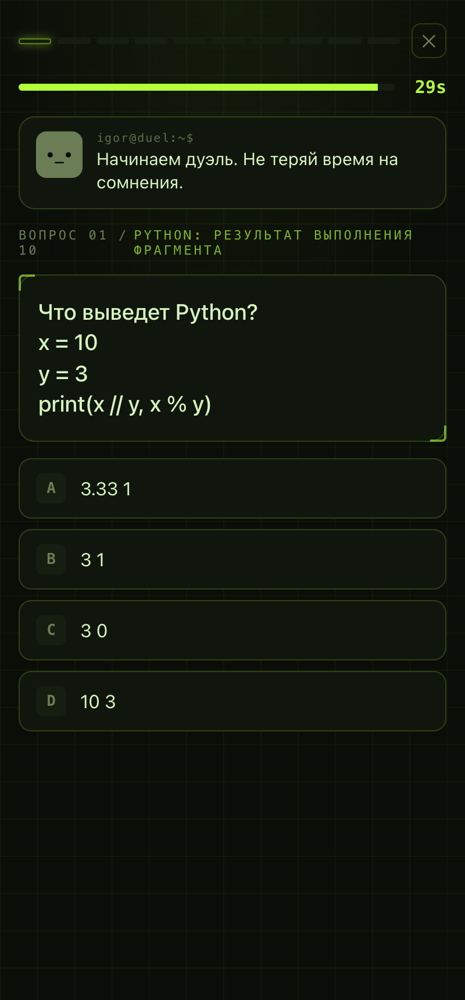 29s
igor@duel:~$
Начинаем дуэль. Не теряй время на
сомнения.
ВОПРОС 01 /
10
PYTHON: РЕЗУЛЬТАТ ВЫПОЛНЕНИЯ
ФРАГМЕНТА
Что выведет Python?
x = 10
y = 3
print(x // y, x % y)
A 3.33 1
B 3 1
C 3 0
D 10 3